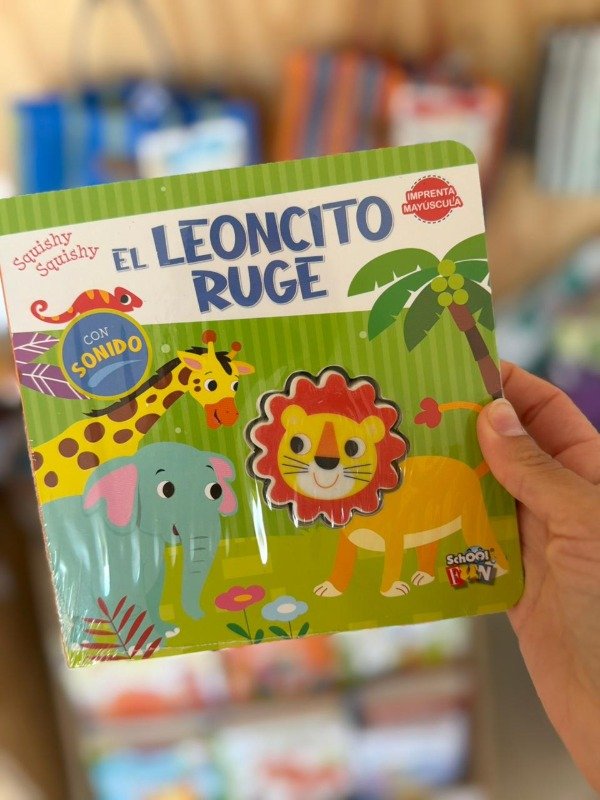 IMPRENTA
MAYÚSCULA
Squishy
Squishy
EL LEONCITO
RUGE
CON
SONIDO
SCHOOL
FUN